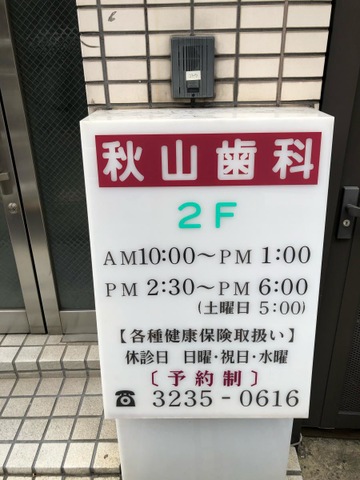 秋山歯科
2F
AM10:00〜PM 1:00
PM 2:30〜PM 6:00
(土曜日 5:00)
【各種健康保険取扱い】
休診日 日曜・祝日・水曜
〔予約制〕
☎ 3235-0616